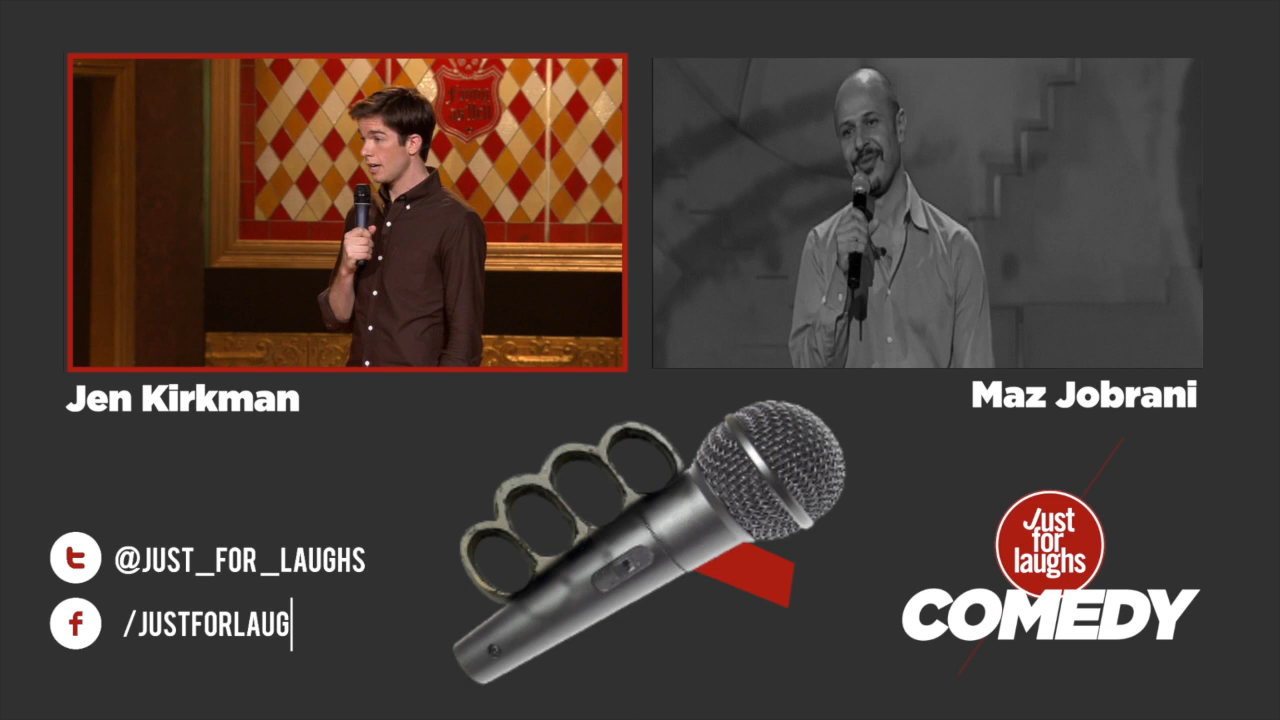 Jen Kirkman
Maz Jobrani
@JUST_FOR_LAUGHS
/JUSTFORLAUG
Just
for
laughs
COMEDY